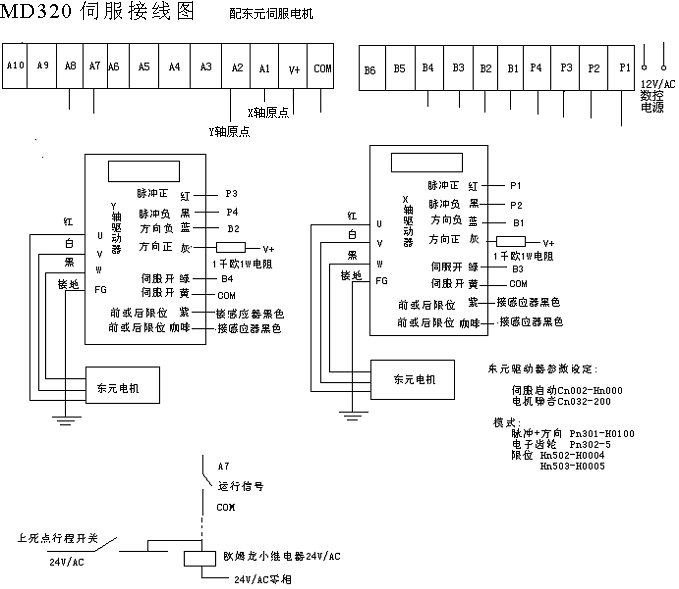 MD320 伺服接线图 配东元伺服电机
A10 A9 A8 A7 A6 A5 A4 A3 A2 A1 V+ COM
B6 B5 B4 B3 B2 B1 P4 P3 P2 P1
12V/AC
数控
电源
X轴原点
Y轴原点
Y轴驱动器
脉冲正 红 P3
脉冲负 黑 P4
方向负 蓝 B2
方向正 灰 V+
1千欧1W电阻
伺服开 绿 B4
伺服开 黄 COM
前或后限位 紫 接感应器黑色
前或后限位 咖啡 接感应器黑色
红 U
白 V
黑 W
接地 FG
东元电机
X轴驱动器
脉冲正 红 P1
脉冲负 黑 P2
方向负 蓝 B1
方向正 灰 V+
1千欧1W电阻
伺服开 绿 B3
伺服开 黄 COM
前或后限位 紫 接感应器黑色
前或后限位 咖啡 接感应器黑色
红 U
白 V
黑 W
接地 FG
东元电机
东元驱动器参数设定:
伺服启动Cn002-Hn000
电机噪音Cn032-200
模式:
脉冲+方向 Pn301-H0100
电子齿轮 Pn302-5
限位 Hn502-H0004
Hn503-H0005
A7
运行信号
COM
上死点行程开关
24V/AC
欧姆龙小继电器24V/AC
24V/AC零相